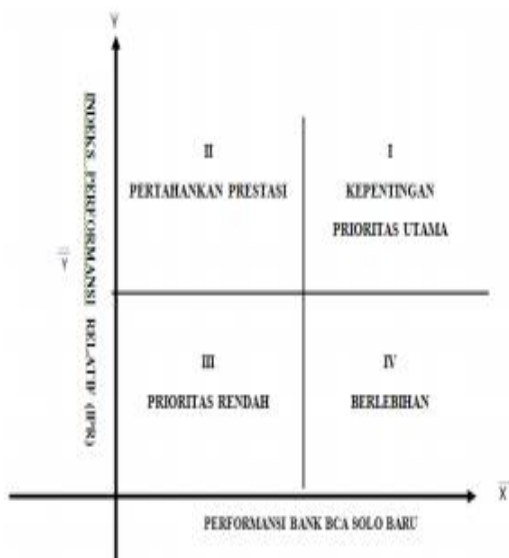 Y
II
PERTAHANKAN PRESTASI
I
KEPENTINGAN
PRIORITAS UTAMA
INDEKS PERFORMANSI RELATIF (IPR)
Y
III
PRIORITAS RENDAH
IV
BERLEBIHAN
X
PERFORMANSI BANK BCA SOLO BARU